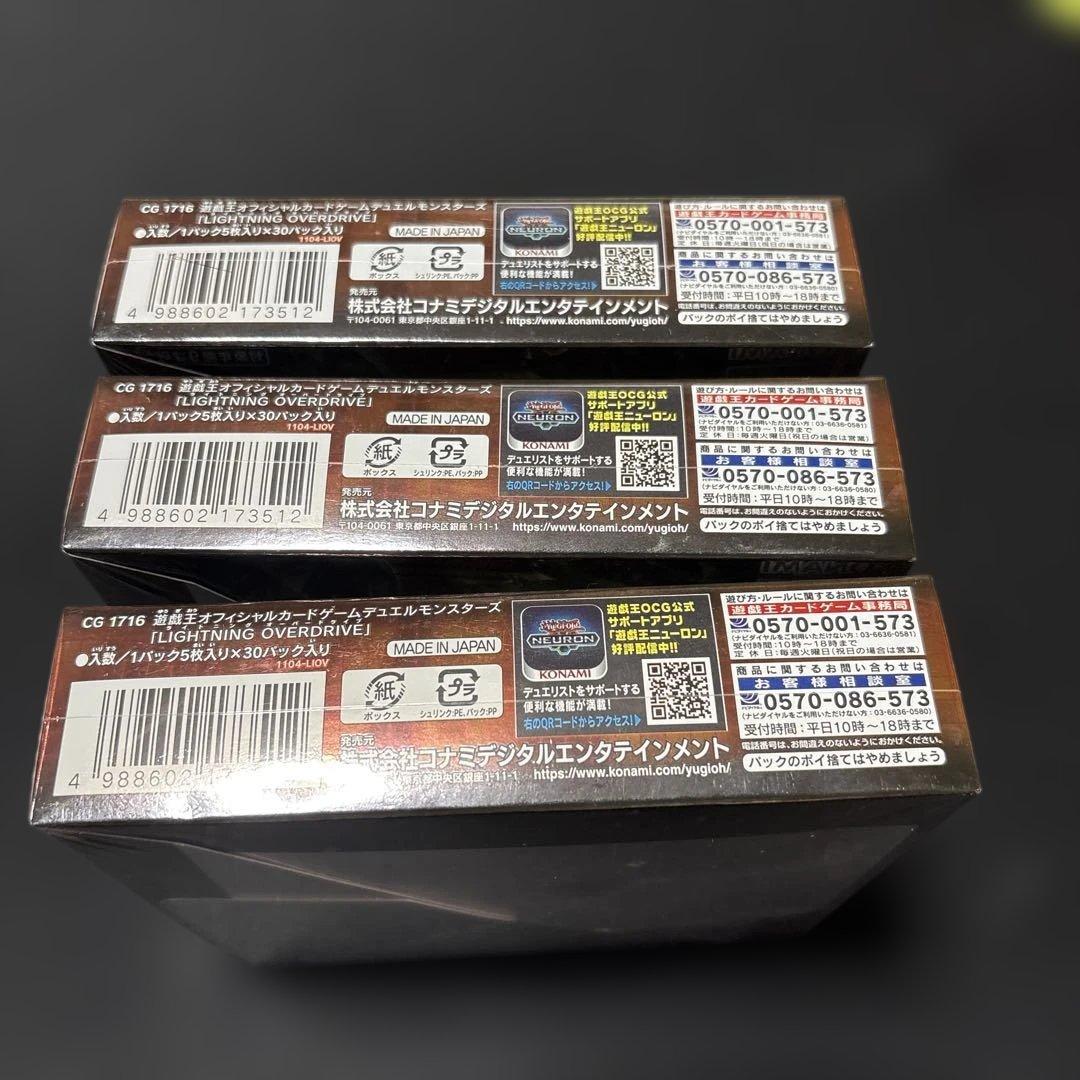 CG 1716 遊戯王オフィシャルカードゲームデュエルモンスターズ
「LIGHTNING OVERDRIVE」
●入数/1パック5枚入り×30パック入り
1104-LIOV
4 988602 173512
MADE IN JAPAN
紙
ボックス
プラ
シュリンク:PE, パック:PP
発売元
株式会社コナミデジタルエンタテインメント
〒104-0061 東京都中央区銀座1-11-1 https://www.konami.com/yugioh/
Yu-Gi-Oh!
NEURON
KONAMI
遊戯王OCG公式
サポートアプリ
「遊戯王ニューロン」
好評配信中!!
デュエリストをサポートする
便利な機能が満載!
右のQRコードからアクセス!
遊び方・ルールに関するお問い合わせは
遊戯王カードゲーム事務局
0570-001-573
(ナビダイヤルをご利用いただけない方:03-6636-0581)
受付時間:10時〜18時まで
定 休 日:毎週火曜日(祝日の場合は営業)
商品に関するお問い合わせは
お客様相談室
0570-086-573
(ナビダイヤルをご利用いただけない方:03-6636-0580)
受付時間:平日10時〜18時まで
電話番号は、お間違えのないようにおかけください。
パックのポイ捨てはやめましょう
CG 1716 遊戯王オフィシャルカードゲームデュエルモンスターズ
「LIGHTNING OVERDRIVE」
●入数/1パック5枚入り×30パック入り
1104-LIOV
4 988602 173512
MADE IN JAPAN
紙
ボックス
プラ
シュリンク:PE, パック:PP
発売元
株式会社コナミデジタルエンタテインメント
〒104-0061 東京都中央区銀座1-11-1 https://www.konami.com/yugioh/
Yu-Gi-Oh!
NEURON
KONAMI
遊戯王OCG公式
サポートアプリ
「遊戯王ニューロン」
好評配信中!!
デュエリストをサポートする
便利な機能が満載!
右のQRコードからアクセス!
遊び方・ルールに関するお問い合わせは
遊戯王カードゲーム事務局
0570-001-573
(ナビダイヤルをご利用いただけない方:03-6636-0581)
受付時間:10時〜18時まで
定 休 日:毎週火曜日(祝日の場合は営業)
商品に関するお問い合わせは
お客様相談室
0570-086-573
(ナビダイヤルをご利用いただけない方:03-6636-0580)
受付時間:平日10時〜18時まで
電話番号は、お間違えのないようにおかけください。
パックのポイ捨てはやめましょう
CG 1716 遊戯王オフィシャルカードゲームデュエルモンスターズ
「LIGHTNING OVERDRIVE」
●入数/1パック5枚入り×30パック入り
1104-LIOV
4 988602 173512
MADE IN JAPAN
紙
ボックス
プラ
シュリンク:PE, パック:PP
発売元
株式会社コナミデジタルエンタテインメント
〒104-0061 東京都中央区銀座1-11-1 https://www.konami.com/yugioh/
Yu-Gi-Oh!
NEURON
KONAMI
遊戯王OCG公式
サポートアプリ
「遊戯王ニューロン」
好評配信中!!
デュエリストをサポートする
便利な機能が満載!
右のQRコードからアクセス!
遊び方・ルールに関するお問い合わせは
遊戯王カードゲーム事務局
0570-001-573
(ナビダイヤルをご利用いただけない方:03-6636-0581)
受付時間:10時〜18時まで
定 休 日:毎週火曜日(祝日の場合は営業)
商品に関するお問い合わせは
お客様相談室
0570-086-573
(ナビダイヤルをご利用いただけない方:03-6636-0580)
受付時間:平日10時〜18時まで
電話番号は、お間違えのないようにおかけください。
パックのポイ捨てはやめましょう